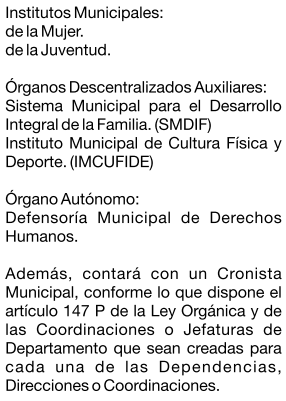 Institutos Municipales:
de la Mujer.
de la Juventud.

Órganos Descentralizados Auxiliares:
Sistema Municipal para el Desarrollo
Integral de la Familia. (SMDIF)
Instituto Municipal de Cultura Física y
Deporte. (IMCUFIDE)

Órgano Autónomo:
Defensoría Municipal de Derechos
Humanos.

Además, contará con un Cronista
Municipal, conforme lo que dispone el
artículo 147 P de la Ley Orgánica y de
las Coordinaciones o Jefaturas de
Departamento que sean creadas para
cada una de las Dependencias,
Direcciones o Coordinaciones.